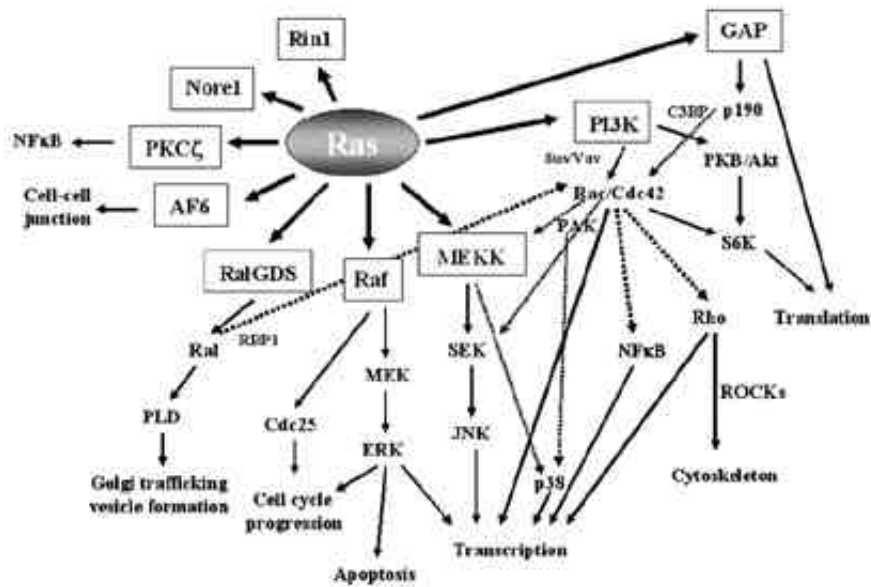 Rin1
GAP
Nore1
C3BP p190
NFκB
PKCζ
Ras
PI3K
Sos/Vav
PKB/Akt
Cell-cell
junction
AF6
Rac/Cdc42
PAK
S6K
RalGDS
Raf
MEKK
Ral
RBP1
SEK
NFκB
Rho
Translation
MEK
ROCKs
PLD
Cdc25
ERK
JNK
p38
Cytoskeleton
Golgi trafficking
vesicle formation
Cell cycle
progression
Transcription
Apoptosis